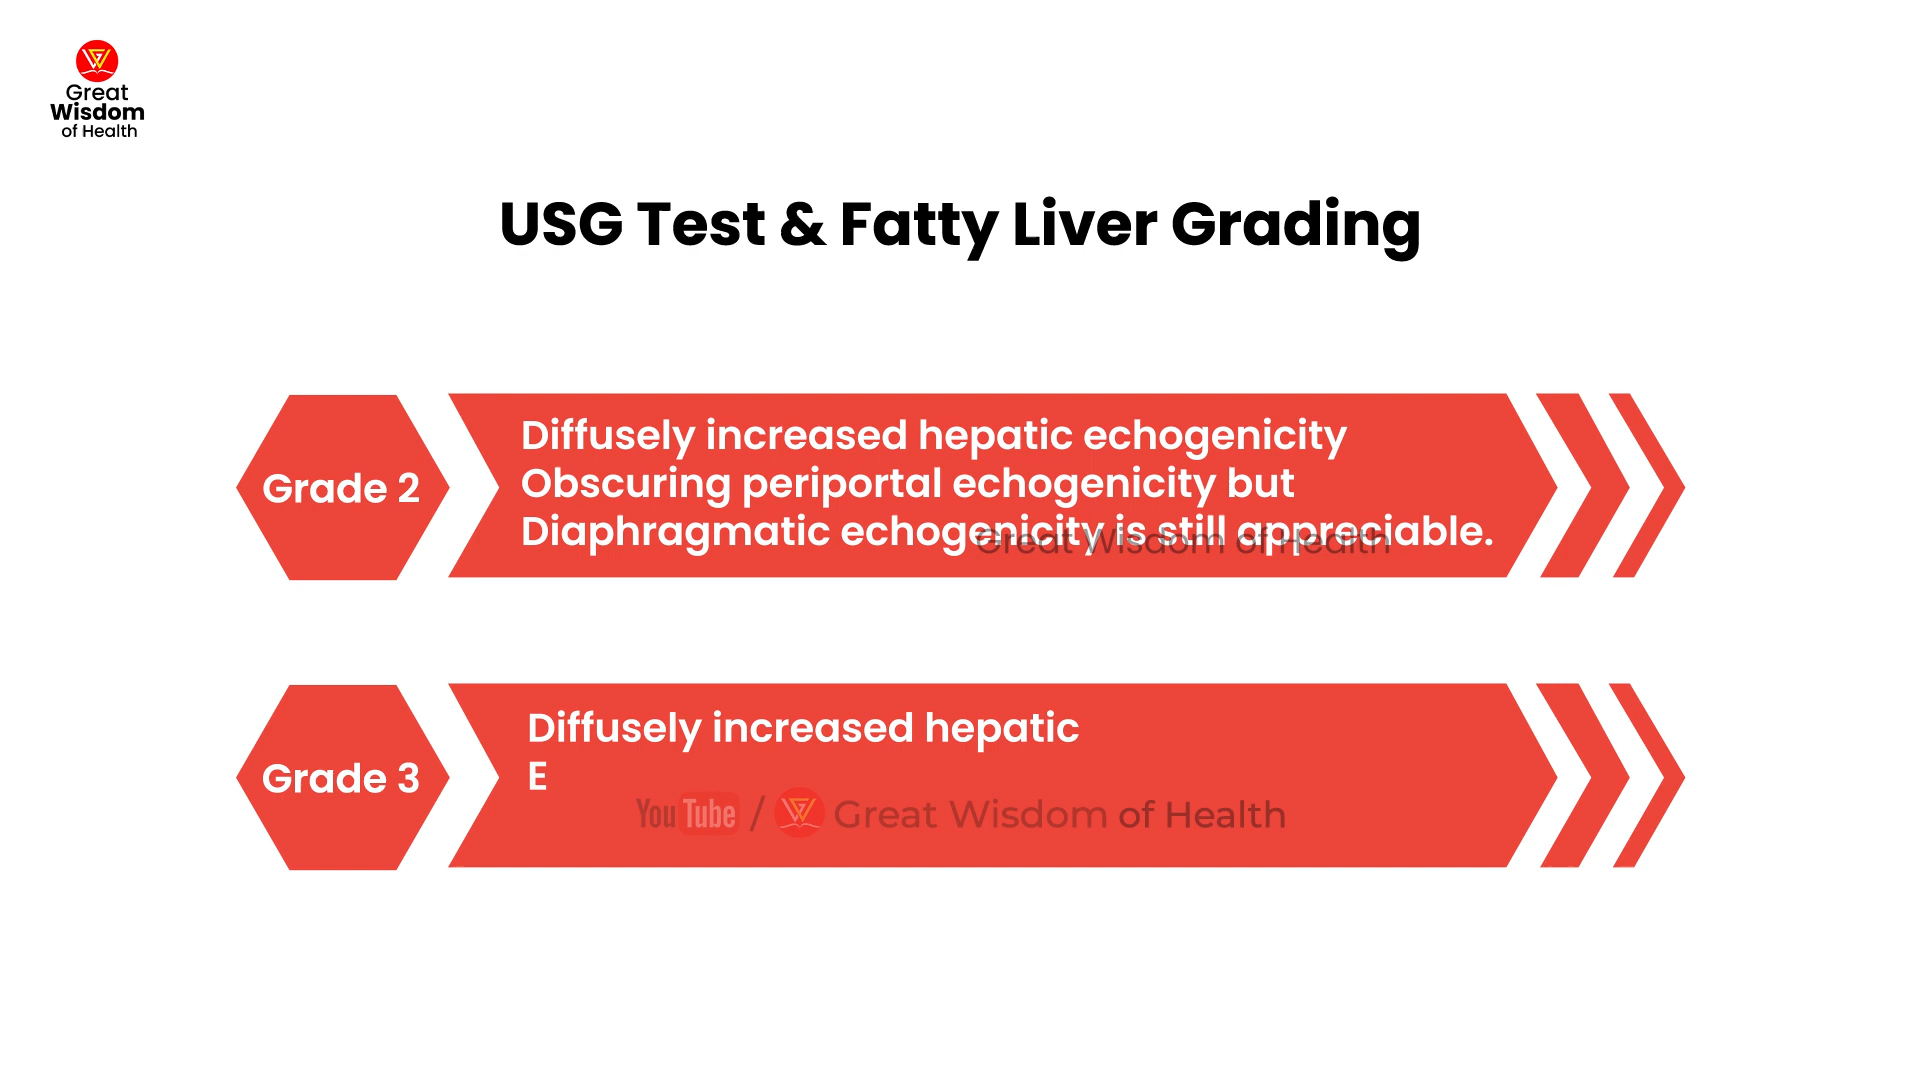 Great
Wisdom
of Health
USG Test & Fatty Liver Grading
Grade 2
Diffusely increased hepatic echogenicity
Obscuring periportal echogenicity but
Diaphragmatic echogenicity is still appreciable.
Great Wisdom of Health
Grade 3
Diffusely increased hepatic
E
YouTube / Great Wisdom of Health